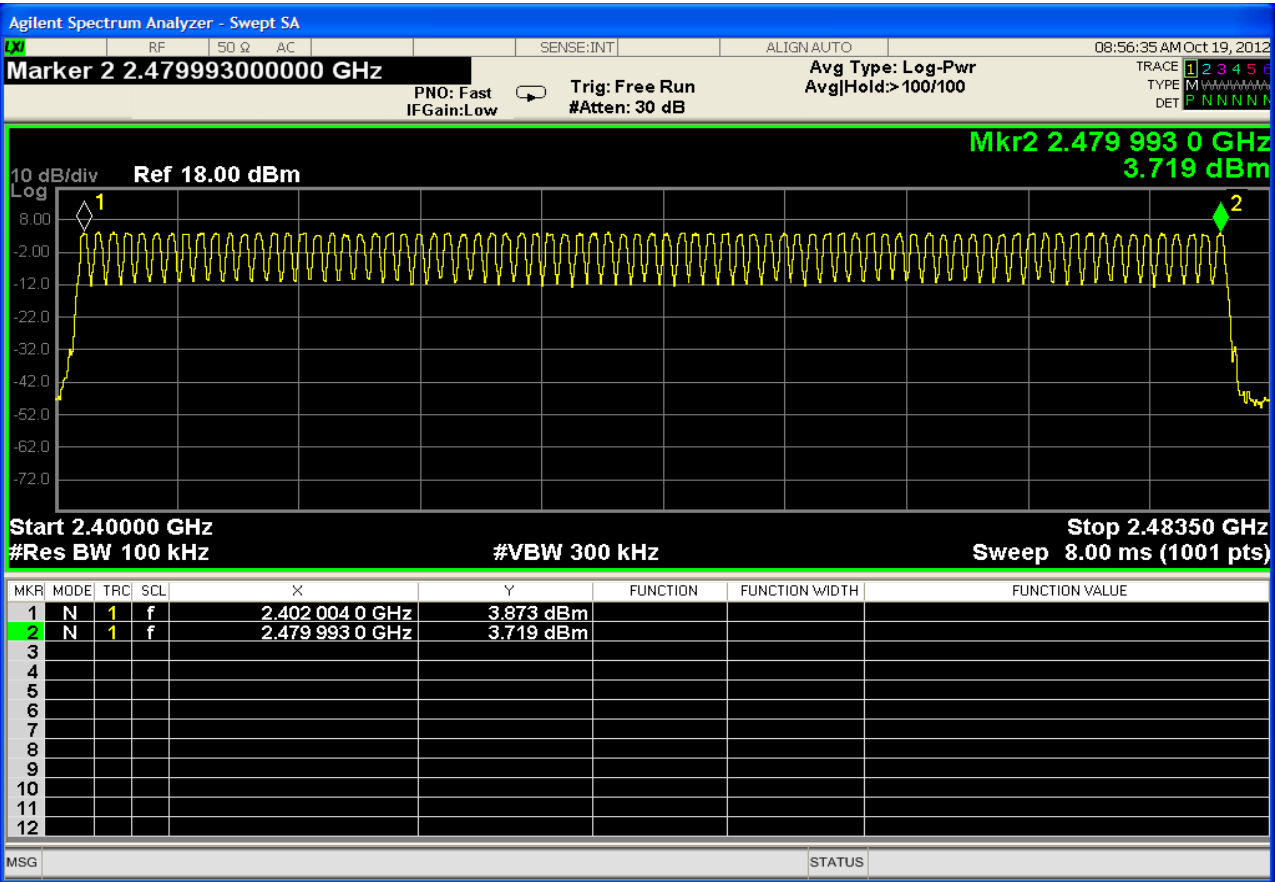 Agilent Spectrum Analyzer - Swept SA
LXI RF 50 Ω AC SENSE:INT ALIGN AUTO 08:56:35 AM Oct 19, 2012
Marker 2 2.479993000000 GHz
PNO: Fast
IFGain:Low
Trig: Free Run
#Atten: 30 dB
Avg Type: Log-Pwr
Avg|Hold:>100/100
TRACE 1 2 3 4 5 6
TYPE M
DET P N N N N N
Mkr2 2.479 993 0 GHz
3.719 dBm
10 dB/div Ref 18.00 dBm
Log
1
2
8.00
-2.00
-12.0
-22.0
-32.0
-42.0
-52.0
-62.0
-72.0
Start 2.40000 GHz Stop 2.48350 GHz
#Res BW 100 kHz #VBW 300 kHz Sweep 8.00 ms (1001 pts)
MKR MODE TRC SCL X Y FUNCTION FUNCTION WIDTH FUNCTION VALUE
1 N 1 f 2.402 004 0 GHz 3.873 dBm
2 N 1 f 2.479 993 0 GHz 3.719 dBm
3
4
5
6
7
8
9
10
11
12
MSG STATUS